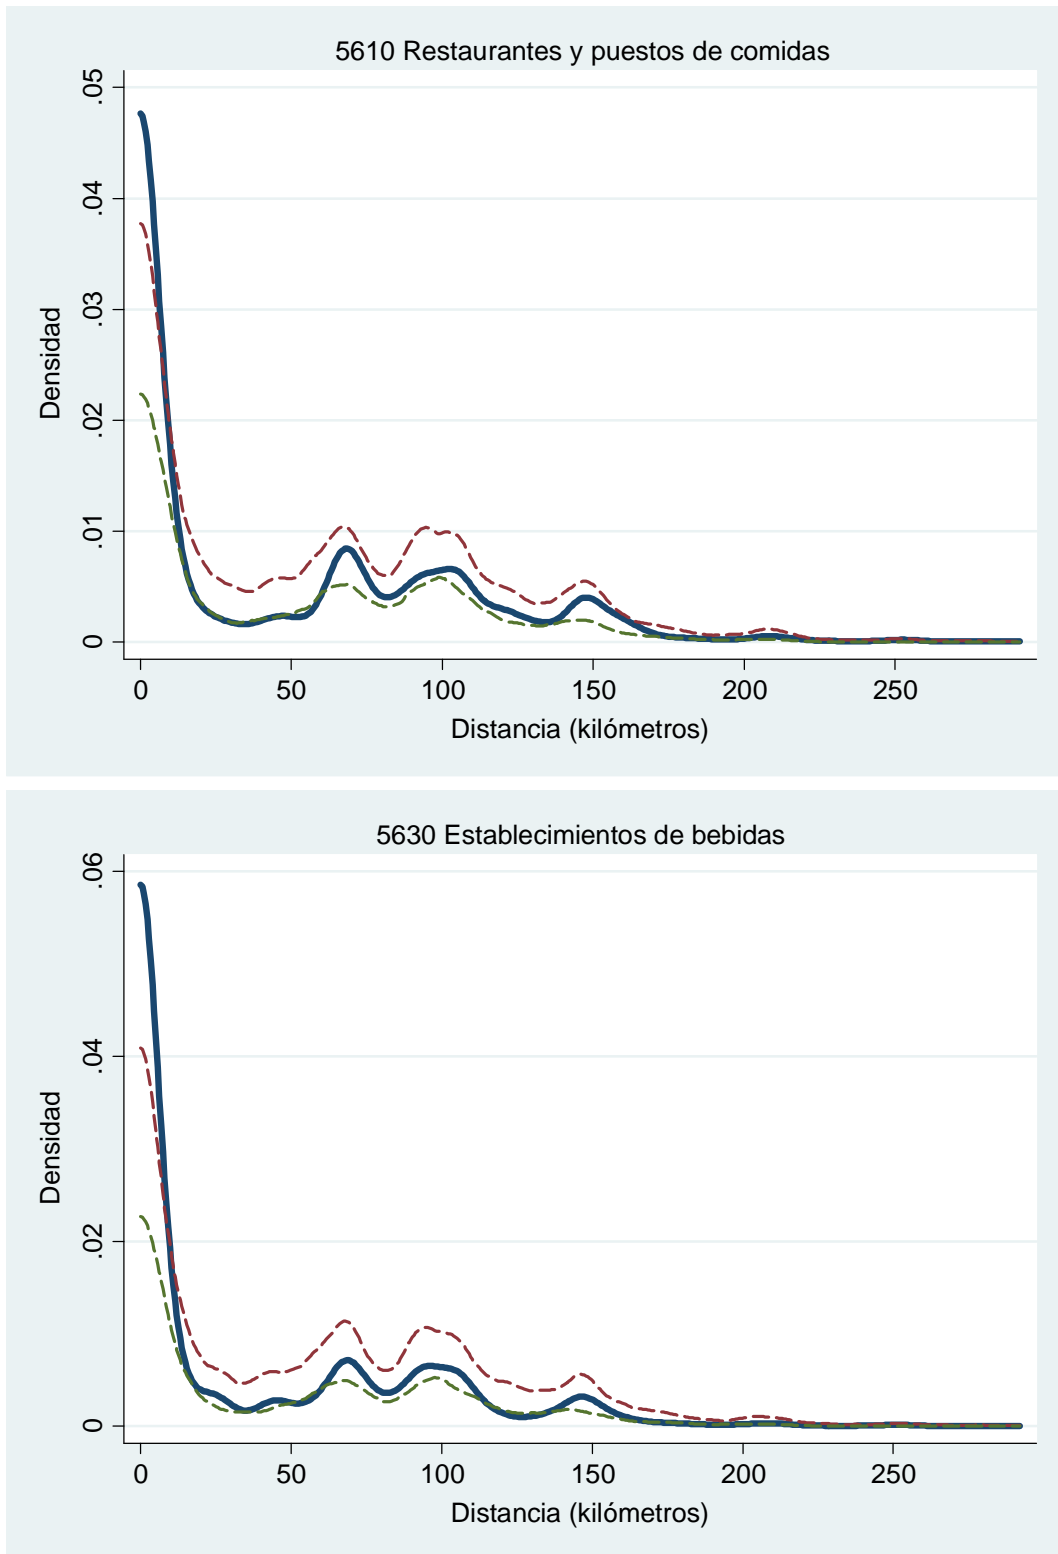 5610 Restaurantes y puestos de comidas
.05
.04
.03
.02
.01
0
Densidad
0 50 100 150 200 250
Distancia (kilómetros)
5630 Establecimientos de bebidas
.06
.04
.02
0
Densidad
0 50 100 150 200 250
Distancia (kilómetros)